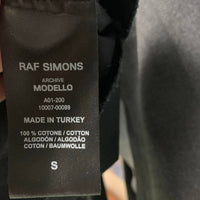 RAF SIMONS
ARCHIVE
MODELLO
A01-200
10007-00099
MADE IN TURKEY
100 % COTONE / COTTON
ALGODÓN / ALGODÃO
COTON / BAUMWOLLE
S